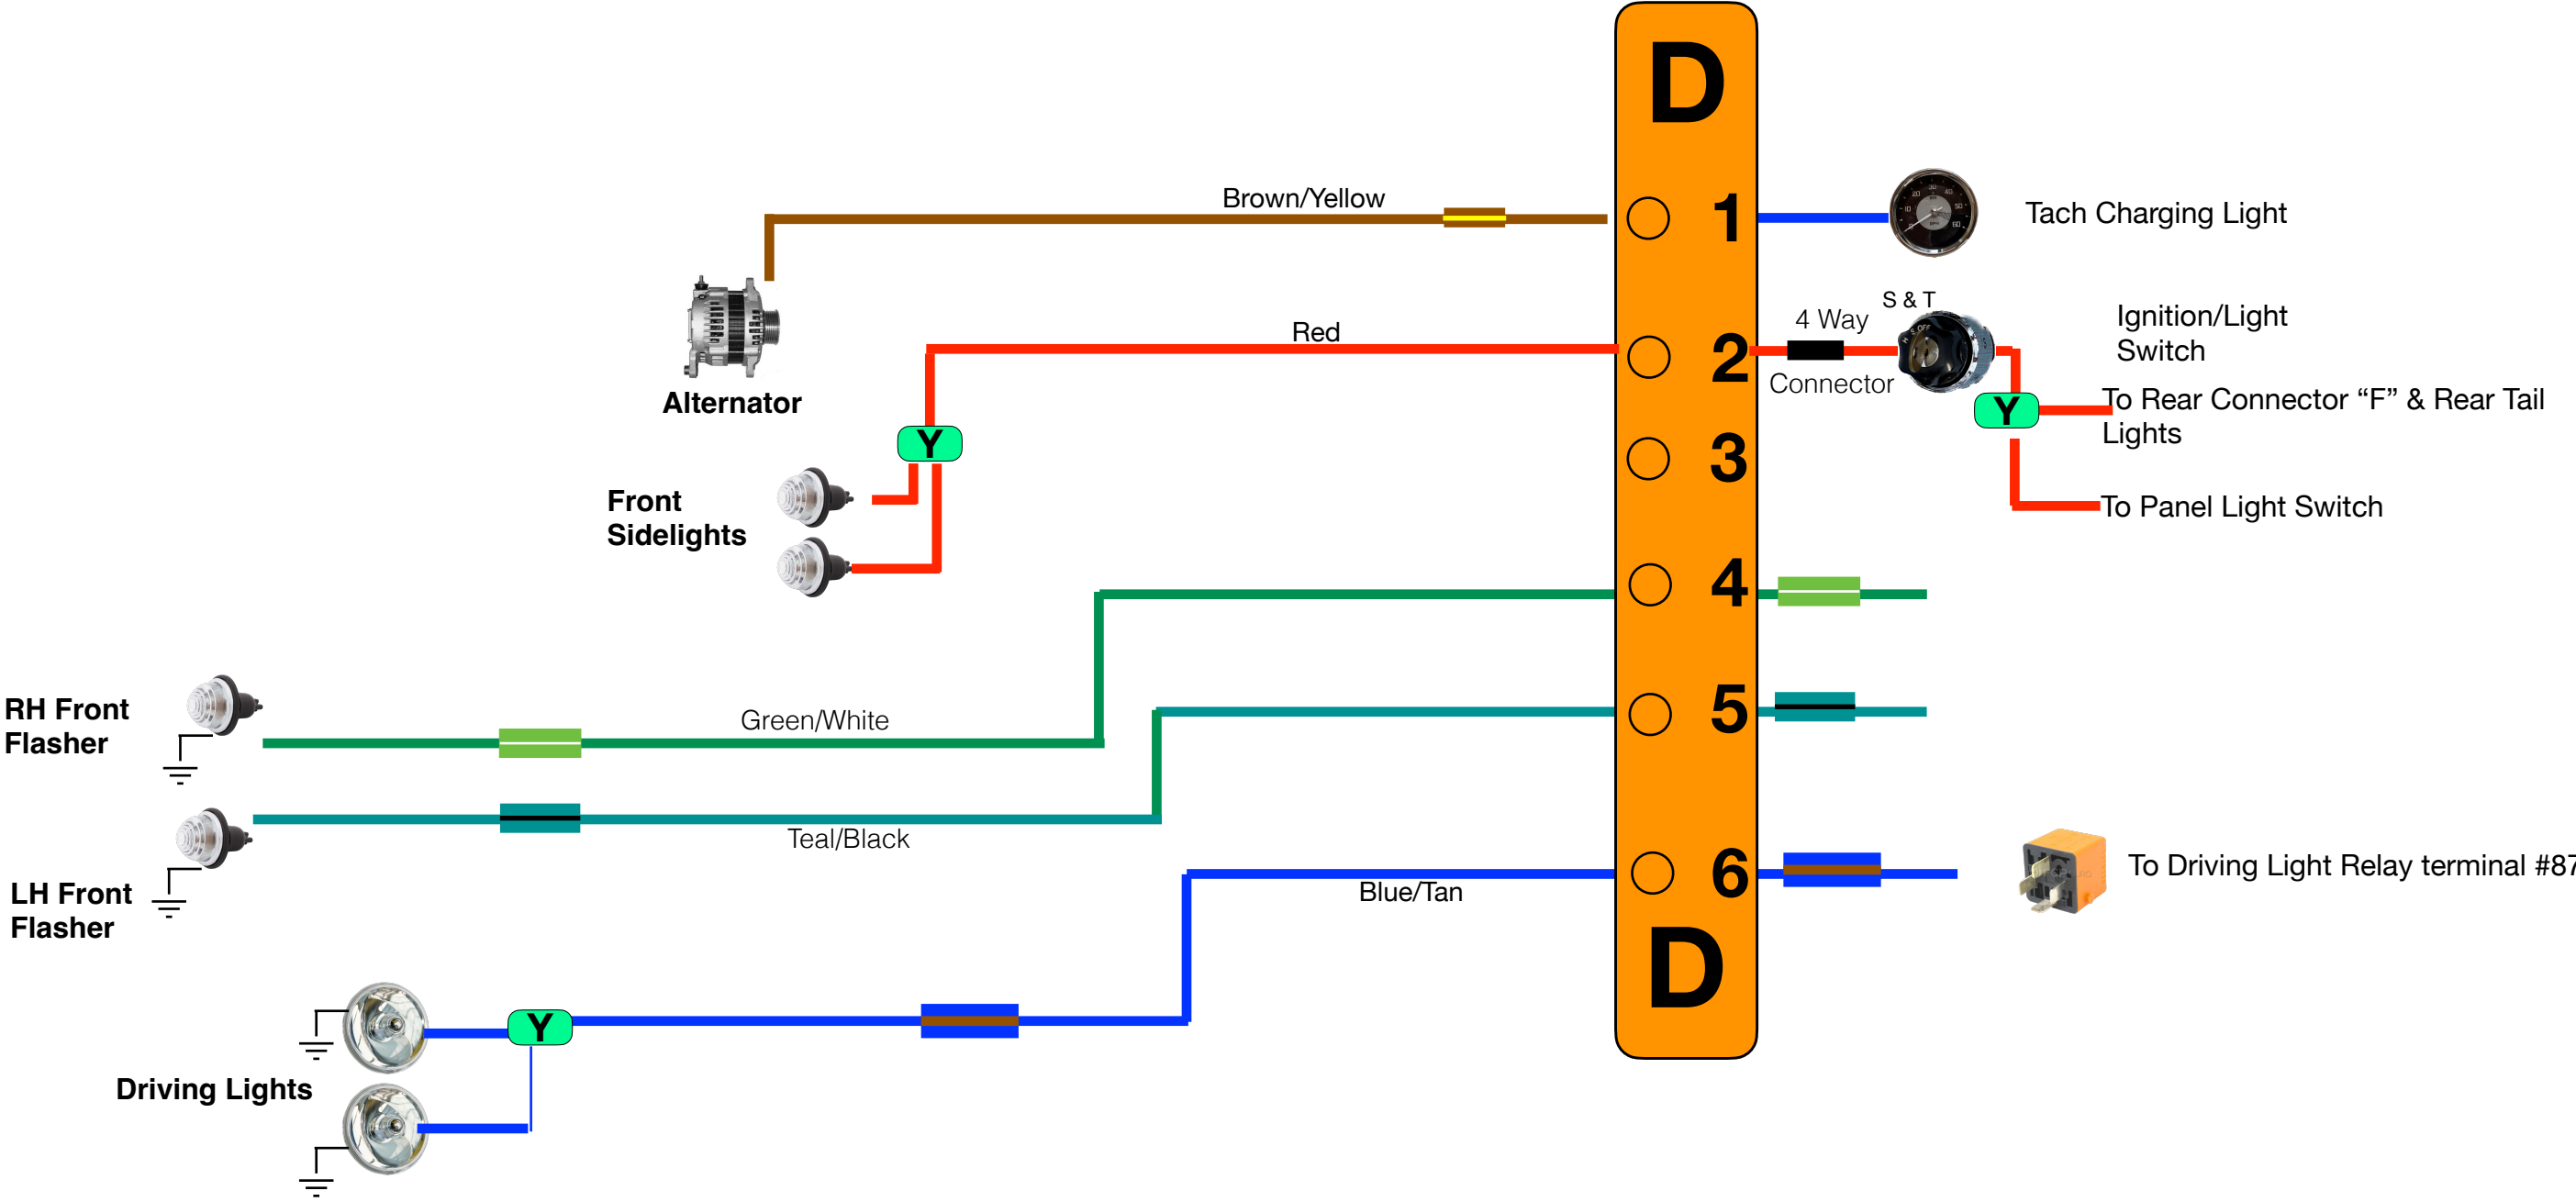 D
Brown/Yellow
1
Tach Charging Light
Red
2
4 Way
Connector
S & T
Ignition/Light
Switch
Alternator
Y
Y
To Rear Connector “F” & Rear Tail
Lights
3
Front
Sidelights
To Panel Light Switch
4
RH Front
Flasher
Green/White
5
Teal/Black
LH Front
Flasher
Blue/Tan
6
To Driving Light Relay terminal #87
D
Y
Driving Lights